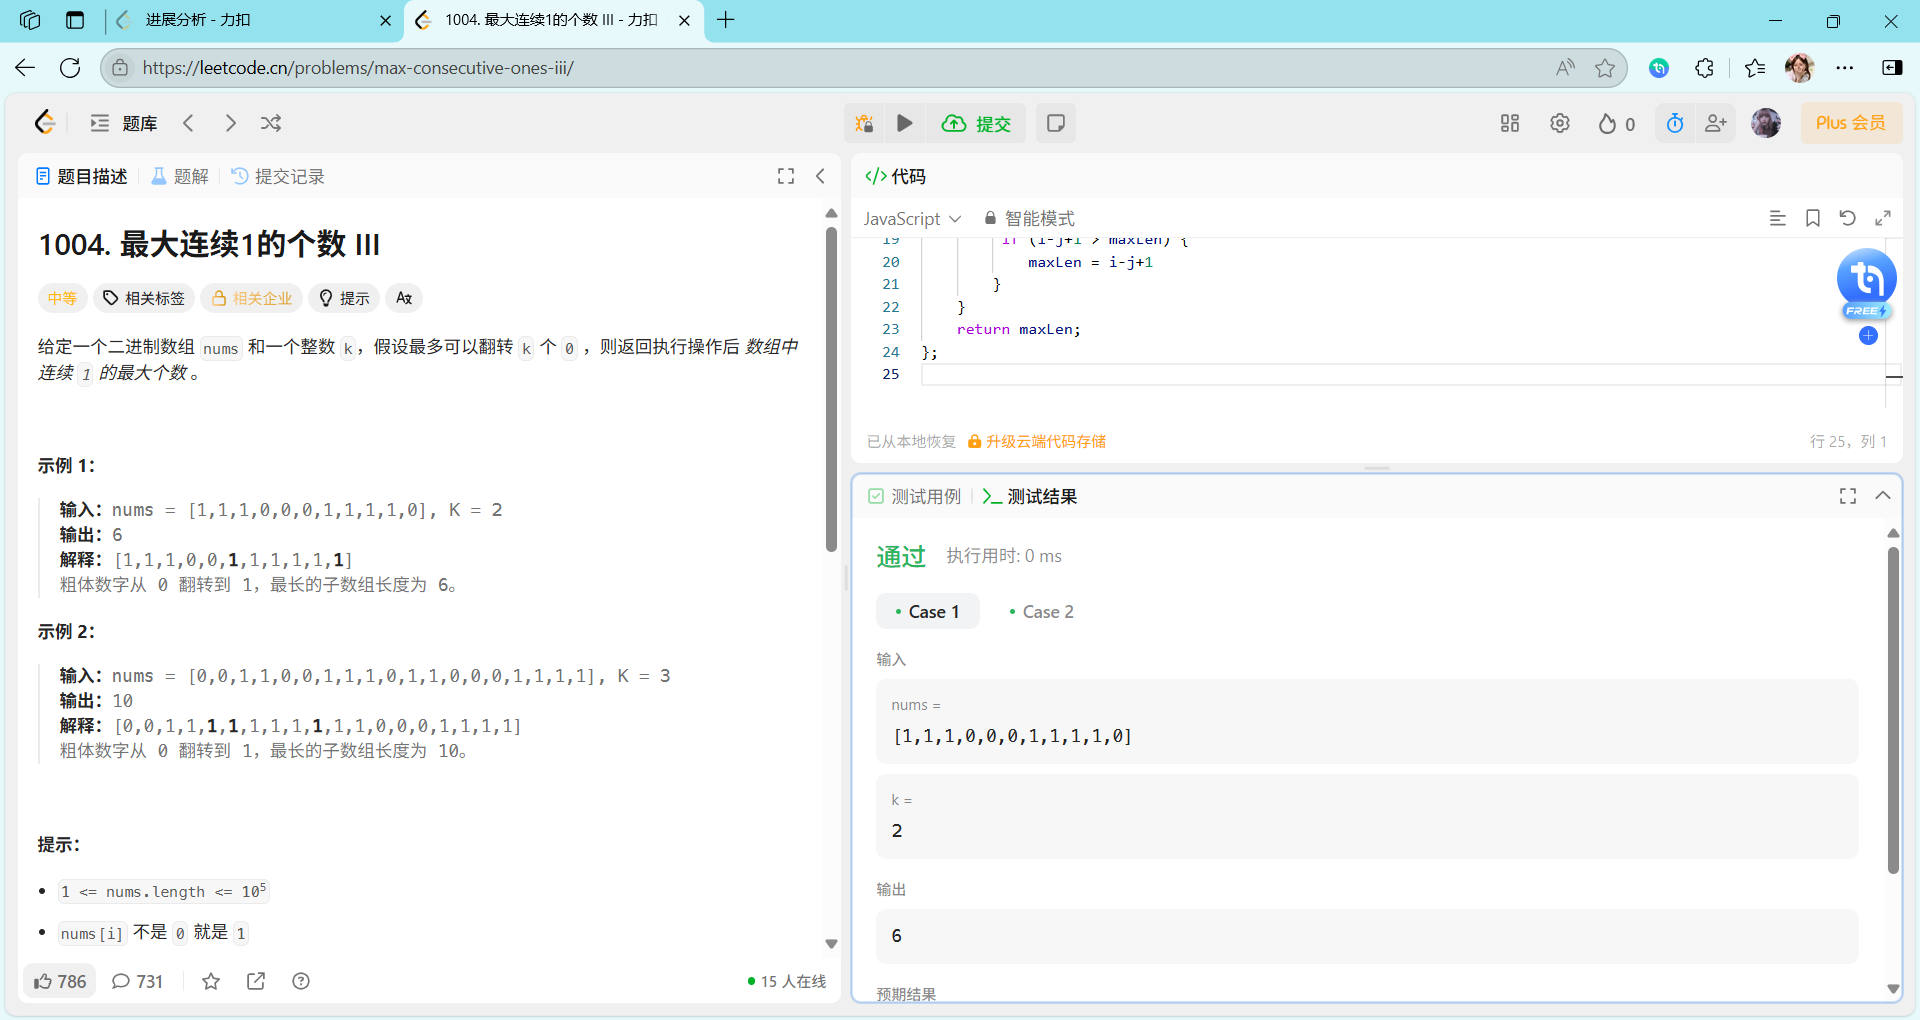 进展分析 - 力扣
1004. 最大连续1的个数 III - 力扣
https://leetcode.cn/problems/max-consecutive-ones-iii/
题库
提交
0
Plus 会员
题目描述
题解
提交记录
1004. 最大连续1的个数 III
中等
相关标签
相关企业
提示
给定一个二进制数组 nums 和一个整数 k，假设最多可以翻转 k 个 0 ，则返回执行操作后 数组中
连续 1 的最大个数 。
示例 1：
输入：nums = [1,1,1,0,0,0,1,1,1,1,0], K = 2
输出：6
解释：[1,1,1,0,0,1,1,1,1,1,1]
粗体数字从 0 翻转到 1，最长的子数组长度为 6。
示例 2：
输入：nums = [0,0,1,1,0,0,1,1,1,0,1,1,0,0,0,1,1,1,1], K = 3
输出：10
解释：[0,0,1,1,1,1,1,1,1,1,1,1,0,0,0,1,1,1,1]
粗体数字从 0 翻转到 1，最长的子数组长度为 10。
提示：
1 <= nums.length <= 10⁵
nums[i] 不是 0 就是 1
786
731
15 人在线
</> 代码
JavaScript
智能模式
19 if (i-j+1 > maxLen) {
20 maxLen = i-j+1
21 }
22 }
23 return maxLen;
24 };
25
FREE
已从本地恢复
升级云端代码存储
行 25，列 1
测试用例
测试结果
通过
执行用时: 0 ms
Case 1
Case 2
输入
nums =
[1,1,1,0,0,0,1,1,1,1,0]
k =
2
输出
6
预期结果